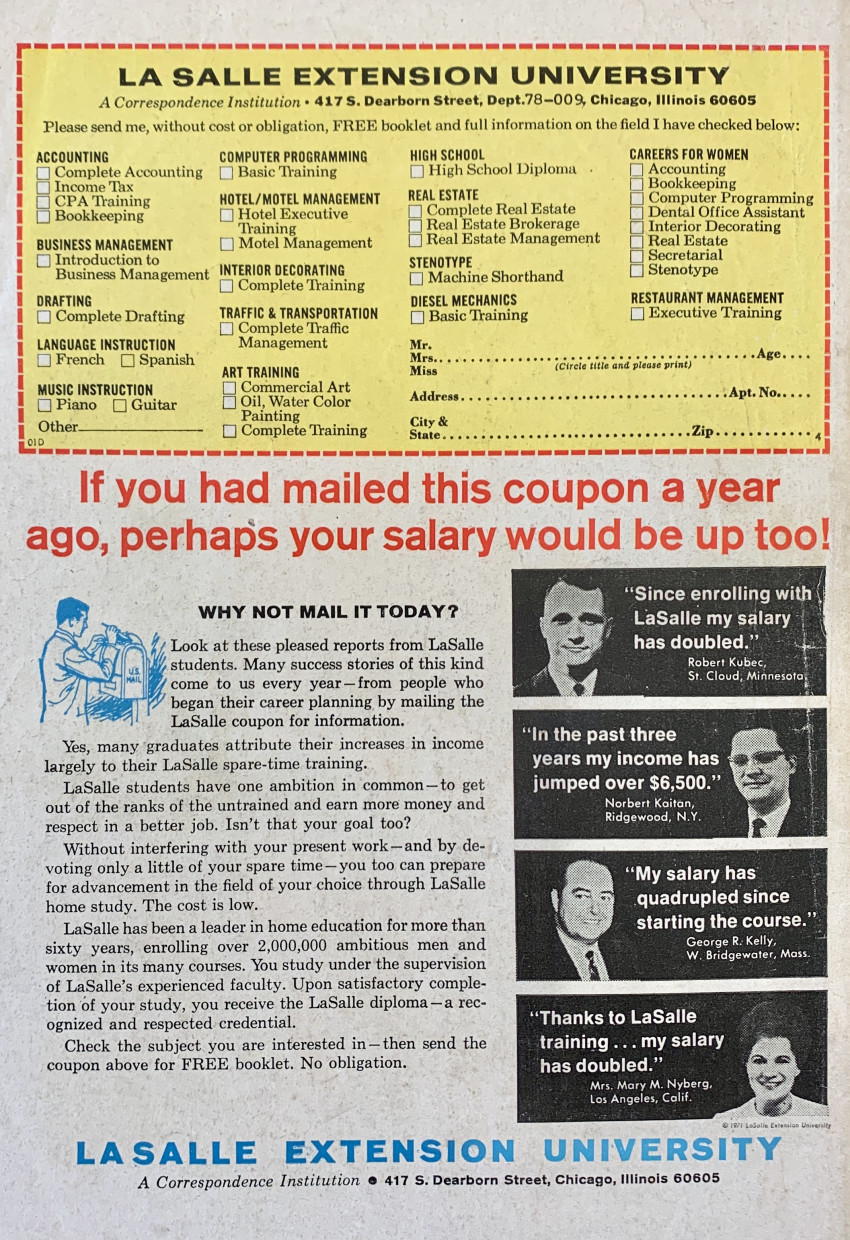 LA SALLE EXTENSION UNIVERSITY
A Correspondence Institution • 417 S. Dearborn Street, Dept. 78-009, Chicago, Illinois 60605
Please send me, without cost or obligation, FREE booklet and full information on the field I have checked below:
ACCOUNTING
Complete Accounting
Income Tax
CPA Training
Bookkeeping
BUSINESS MANAGEMENT
Introduction to
Business Management
DRAFTING
Complete Drafting
LANGUAGE INSTRUCTION
French Spanish
MUSIC INSTRUCTION
Piano Guitar
Other
01D
COMPUTER PROGRAMMING
Basic Training
HOTEL/MOTEL MANAGEMENT
Hotel Executive
Training
Motel Management
INTERIOR DECORATING
Complete Training
TRAFFIC & TRANSPORTATION
Complete Traffic
Management
ART TRAINING
Commercial Art
Oil, Water Color
Painting
Complete Training
HIGH SCHOOL
High School Diploma
REAL ESTATE
Complete Real Estate
Real Estate Brokerage
Real Estate Management
STENOTYPE
Machine Shorthand
DIESEL MECHANICS
Basic Training
CAREERS FOR WOMEN
Accounting
Bookkeeping
Computer Programming
Dental Office Assistant
Interior Decorating
Real Estate
Secretarial
Stenotype
RESTAURANT MANAGEMENT
Executive Training
Mr.
Mrs. Age
Miss (Circle title and please print)
Address Apt. No.
City &
State Zip
4
If you had mailed this coupon a year
ago, perhaps your salary would be up too!
WHY NOT MAIL IT TODAY?
U.S.
MAIL
Look at these pleased reports from LaSalle
students. Many success stories of this kind
come to us every year—from people who
began their career planning by mailing the
LaSalle coupon for information.
Yes, many graduates attribute their increases in income
largely to their LaSalle spare-time training.
LaSalle students have one ambition in common—to get
out of the ranks of the untrained and earn more money and
respect in a better job. Isn't that your goal too?
Without interfering with your present work—and by de-
voting only a little of your spare time—you too can prepare
for advancement in the field of your choice through LaSalle
home study. The cost is low.
LaSalle has been a leader in home education for more than
sixty years, enrolling over 2,000,000 ambitious men and
women in its many courses. You study under the supervision
of LaSalle's experienced faculty. Upon satisfactory comple-
tion of your study, you receive the LaSalle diploma—a rec-
ognized and respected credential.
Check the subject you are interested in—then send the
coupon above for FREE booklet. No obligation.
"Since enrolling with
LaSalle my salary
has doubled."
Robert Kubec,
St. Cloud, Minnesota
"In the past three
years my income has
jumped over $6,500."
Norbert Kaitan,
Ridgewood, N.Y.
"My salary has
quadrupled since
starting the course."
George R. Kelly,
W. Bridgewater, Mass.
"Thanks to LaSalle
training . . . my salary
has doubled."
Mrs. Mary M. Nyberg,
Los Angeles, Calif.
© 1971 LaSalle Extension University
LA SALLE EXTENSION UNIVERSITY
A Correspondence Institution • 417 S. Dearborn Street, Chicago, Illinois 60605